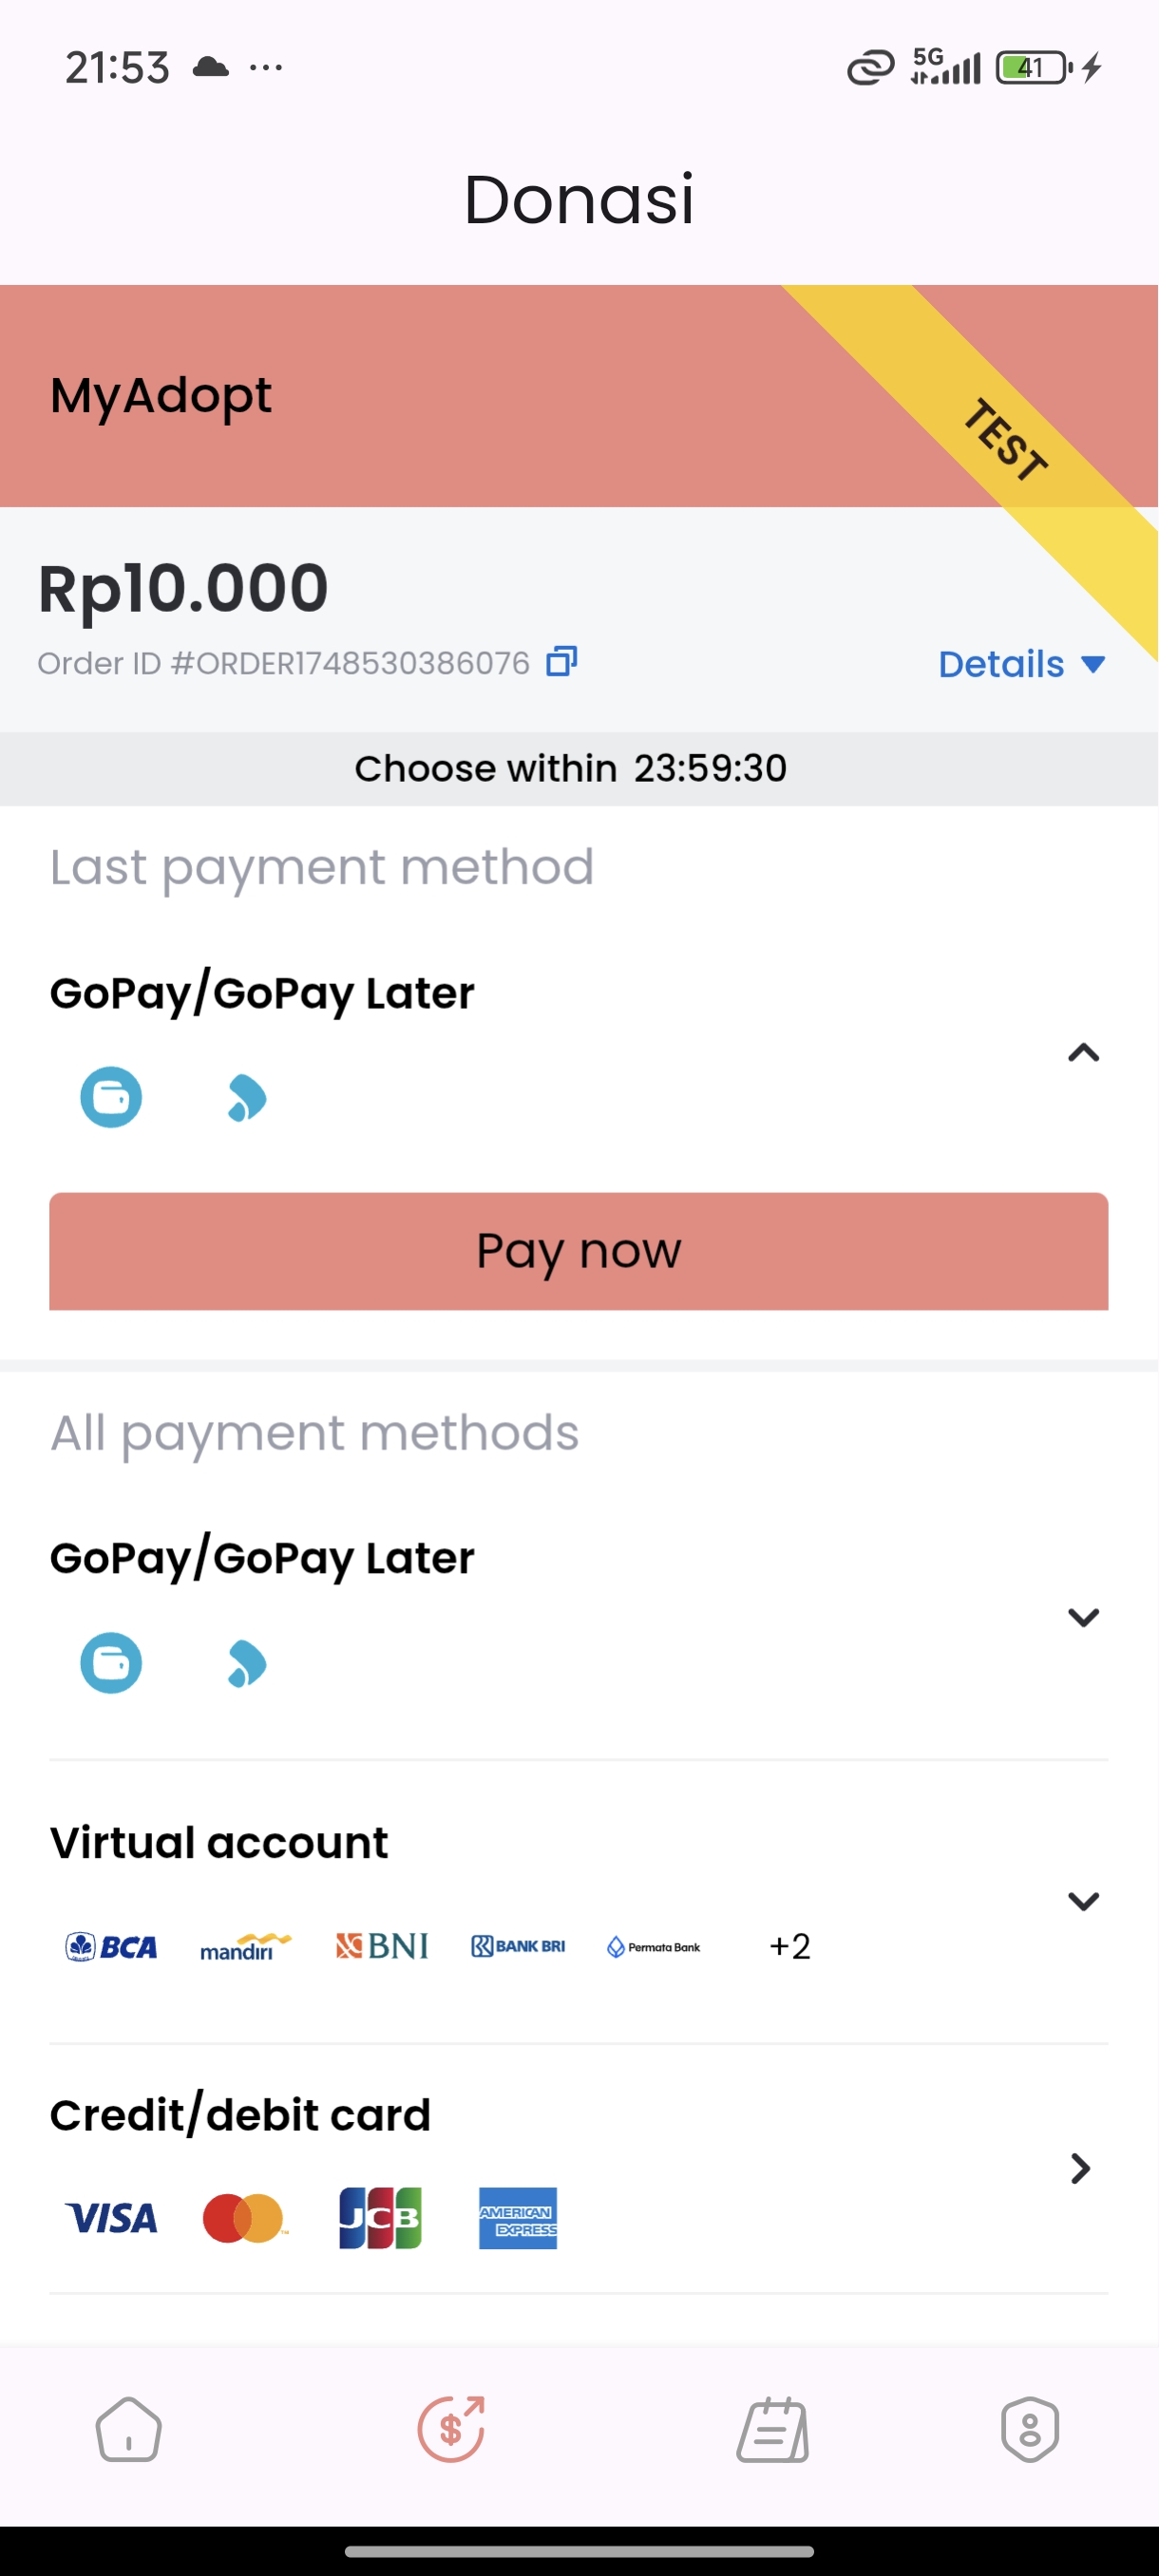 21:53
5G
41
Donasi
MyAdopt
TEST
Rp10.000
Order ID #ORDER1748530386076
Details
Choose within 23:59:30
Last payment method
GoPay/GoPay Later
Pay now
All payment methods
GoPay/GoPay Later
Virtual account
BCA mandiri BNI BANK BRI Permata Bank +2
Credit/debit card
VISA JCB AMERICAN EXPRESS